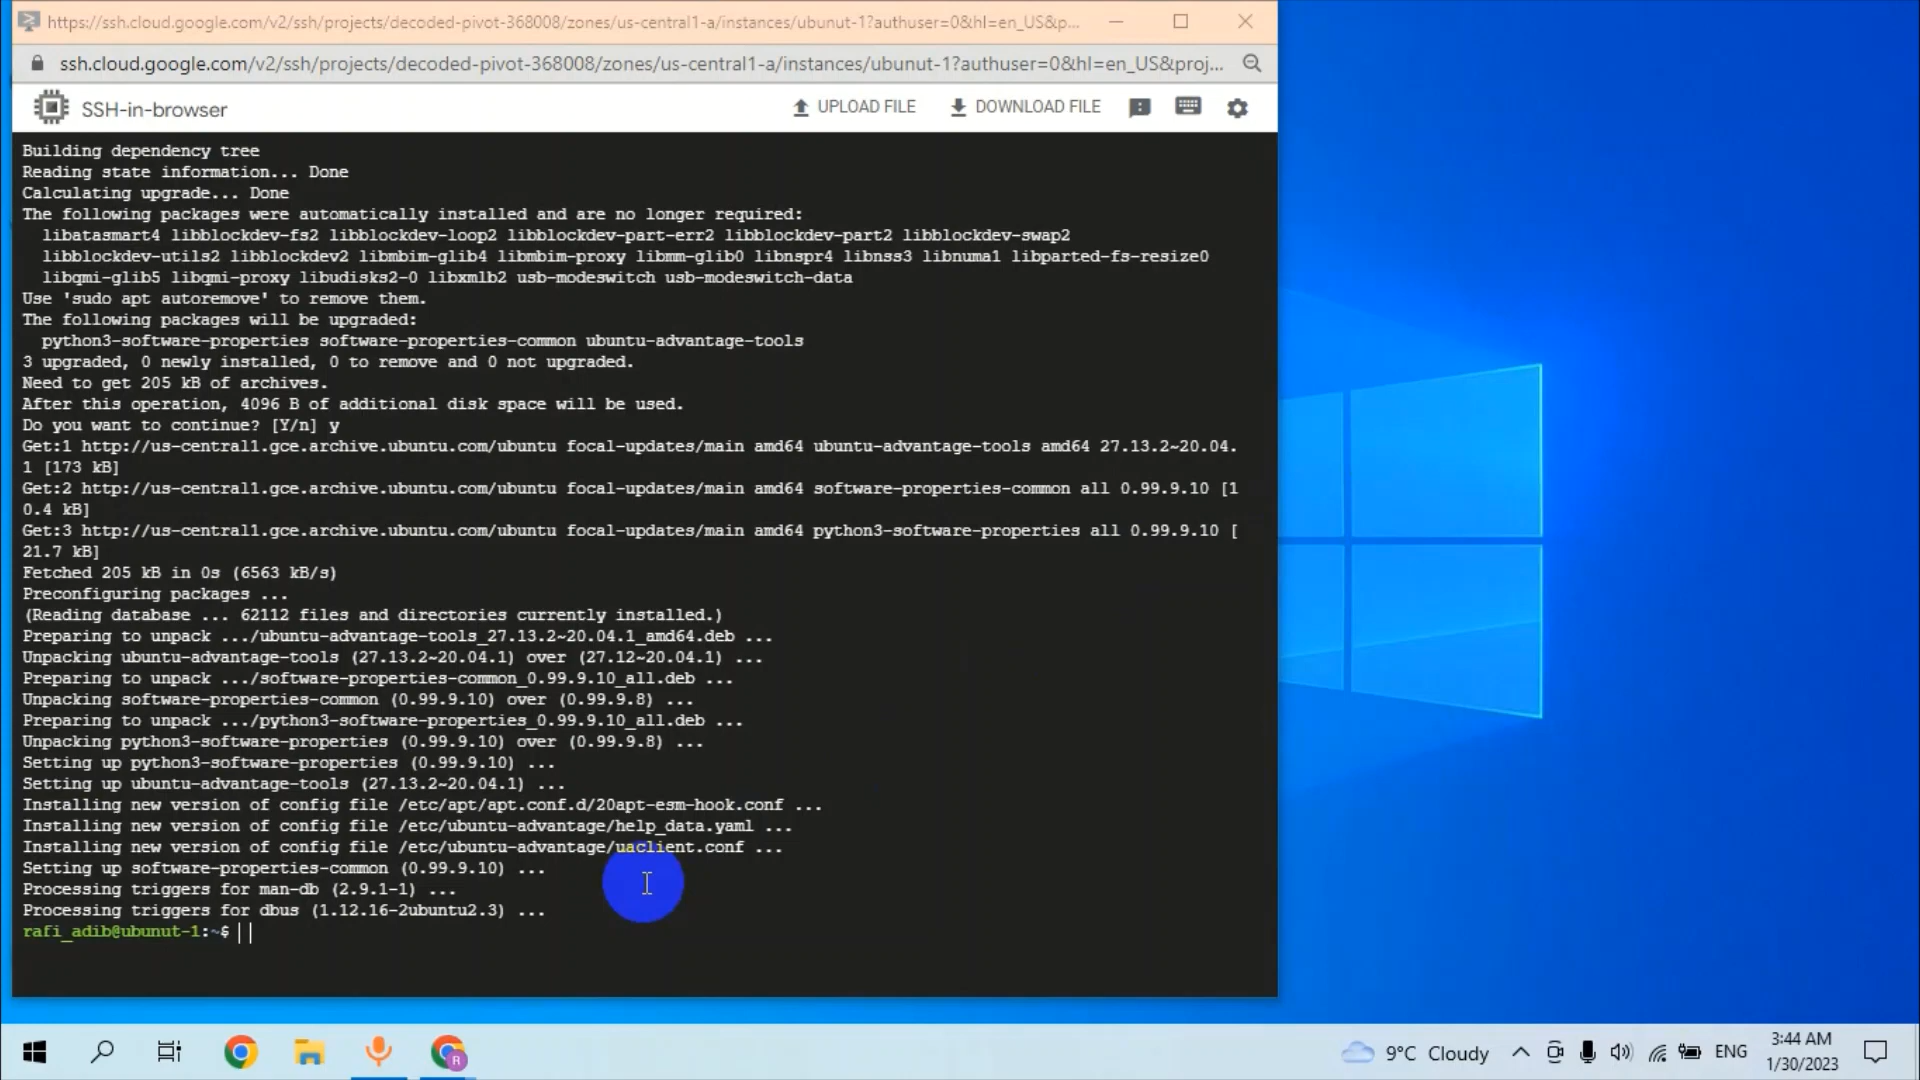 https://ssh.cloud.google.com/v2/ssh/projects/decoded-pivot-368008/zones/us-central1-a/instances/ubunut-1?authuser=0&hl=en_US&p...
ssh.cloud.google.com/v2/ssh/projects/decoded-pivot-368008/zones/us-central1-a/instances/ubunut-1?authuser=0&hl=en_US&proj...
SSH-in-browser
UPLOAD FILE
DOWNLOAD FILE
Building dependency tree
Reading state information... Done
Calculating upgrade... Done
The following packages were automatically installed and are no longer required:
libatasmart4 libblockdev-fs2 libblockdev-loop2 libblockdev-part-err2 libblockdev-part2 libblockdev-swap2
libblockdev-utils2 libblockdev2 libmbim-glib4 libmbim-proxy libmm-glib0 libnspr4 libnss3 libnuma1 libparted-fs-resize0
libqmi-glib5 libqmi-proxy libudisks2-0 libxmlb2 usb-modeswitch usb-modeswitch-data
Use 'sudo apt autoremove' to remove them.
The following packages will be upgraded:
python3-software-properties software-properties-common ubuntu-advantage-tools
3 upgraded, 0 newly installed, 0 to remove and 0 not upgraded.
Need to get 205 kB of archives.
After this operation, 4096 B of additional disk space will be used.
Do you want to continue? [Y/n] y
Get:1 http://us-central1.gce.archive.ubuntu.com/ubuntu focal-updates/main amd64 ubuntu-advantage-tools amd64 27.13.2~20.04.
1 [173 kB]
Get:2 http://us-central1.gce.archive.ubuntu.com/ubuntu focal-updates/main amd64 software-properties-common all 0.99.9.10 [1
0.4 kB]
Get:3 http://us-central1.gce.archive.ubuntu.com/ubuntu focal-updates/main amd64 python3-software-properties all 0.99.9.10 [
21.7 kB]
Fetched 205 kB in 0s (6563 kB/s)
Preconfiguring packages ...
(Reading database ... 62112 files and directories currently installed.)
Preparing to unpack .../ubuntu-advantage-tools_27.13.2~20.04.1_amd64.deb ...
Unpacking ubuntu-advantage-tools (27.13.2~20.04.1) over (27.12~20.04.1) ...
Preparing to unpack .../software-properties-common_0.99.9.10_all.deb ...
Unpacking software-properties-common (0.99.9.10) over (0.99.9.8) ...
Preparing to unpack .../python3-software-properties_0.99.9.10_all.deb ...
Unpacking python3-software-properties (0.99.9.10) over (0.99.9.8) ...
Setting up python3-software-properties (0.99.9.10) ...
Setting up ubuntu-advantage-tools (27.13.2~20.04.1) ...
Installing new version of config file /etc/apt/apt.conf.d/20apt-esm-hook.conf ...
Installing new version of config file /etc/ubuntu-advantage/help_data.yaml ...
Installing new version of config file /etc/ubuntu-advantage/uaclient.conf ...
Setting up software-properties-common (0.99.9.10) ...
Processing triggers for man-db (2.9.1-1) ...
Processing triggers for dbus (1.12.16-2ubuntu2.3) ...
rafi_adib@ubunut-1:~$
R
9°C Cloudy
ENG
3:44 AM
1/30/2023